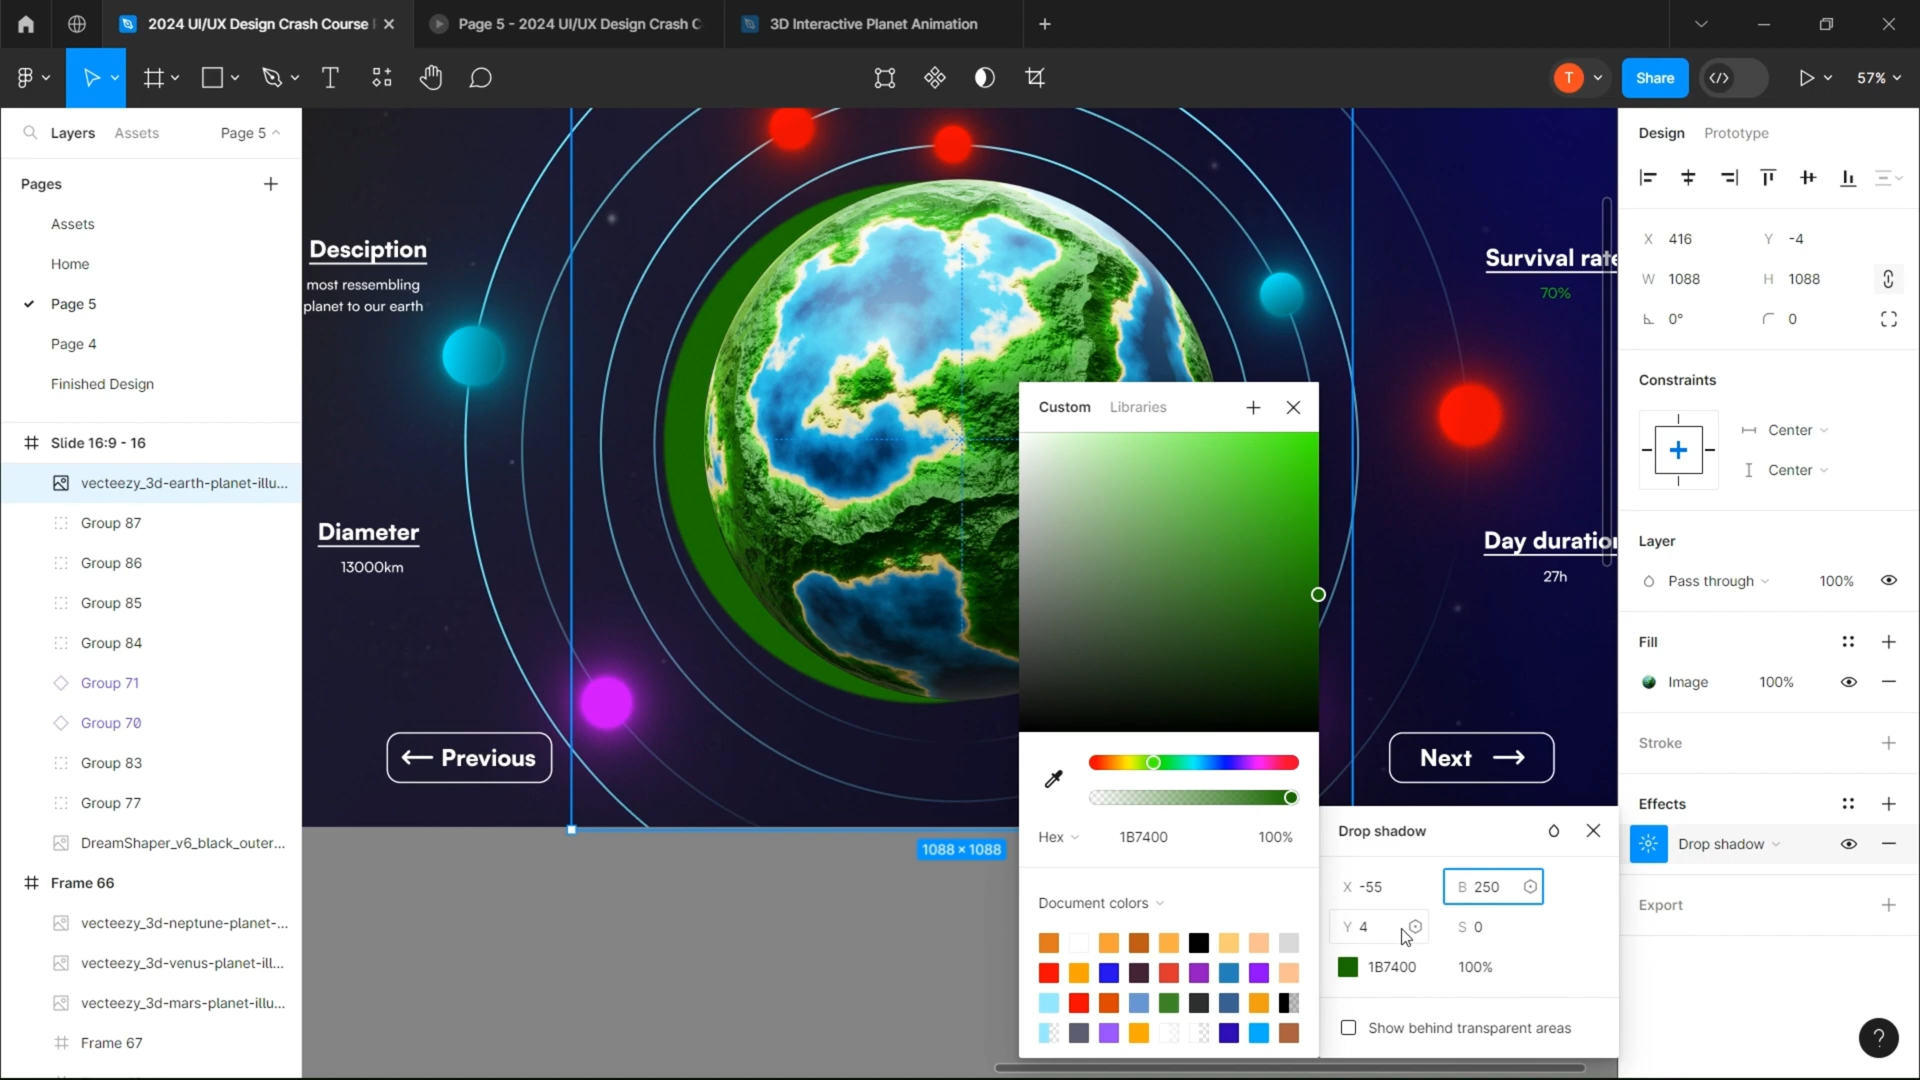 2024 UI/UX Design Crash Course
Page 5 - 2024 UI/UX Design Crash C
3D Interactive Planet Animation
T
Share
57%
Layers
Assets
Page 5
Pages
Assets
Home
Page 5
Page 4
Finished Design
Slide 16:9 - 16
vecteezy_3d-earth-planet-illu...
Group 87
Group 86
Group 85
Group 84
Group 71
Group 70
Group 83
Group 77
DreamShaper_v6_black_outer...
Frame 66
vecteezy_3d-neptune-planet-...
vecteezy_3d-venus-planet-ill...
vecteezy_3d-mars-planet-illu...
Frame 67
Desciption
most ressembling
planet to our earth
Diameter
13000km
Previous
Survival rate
70%
Day duration
27h
Next
1088 × 1088
Custom
Libraries
Hex
1B7400
100%
Document colors
Drop shadow
X -55
B 250
Y 4
S 0
1B7400
100%
Show behind transparent areas
Design
Prototype
X 416
Y -4
W 1088
H 1088
0°
0
Constraints
Center
Center
Layer
Pass through
100%
Fill
Image
100%
Stroke
Effects
Drop shadow
Export
?